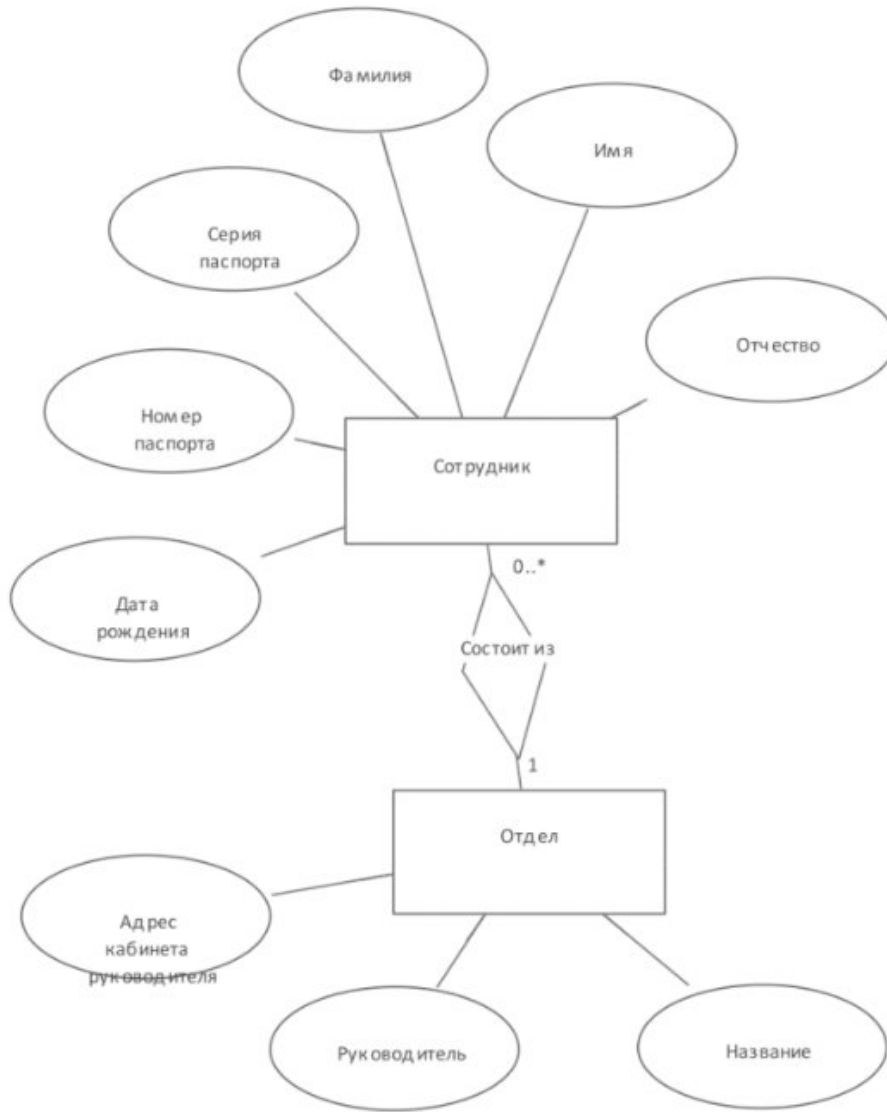 Фамилия
Имя
Серия
паспорта
Отчество
Номер
паспорта
Сотрудник
0..*
Дата
рождения
Состоит из
1
Отдел
Адрес
кабинета
руководителя
Руководитель
Название